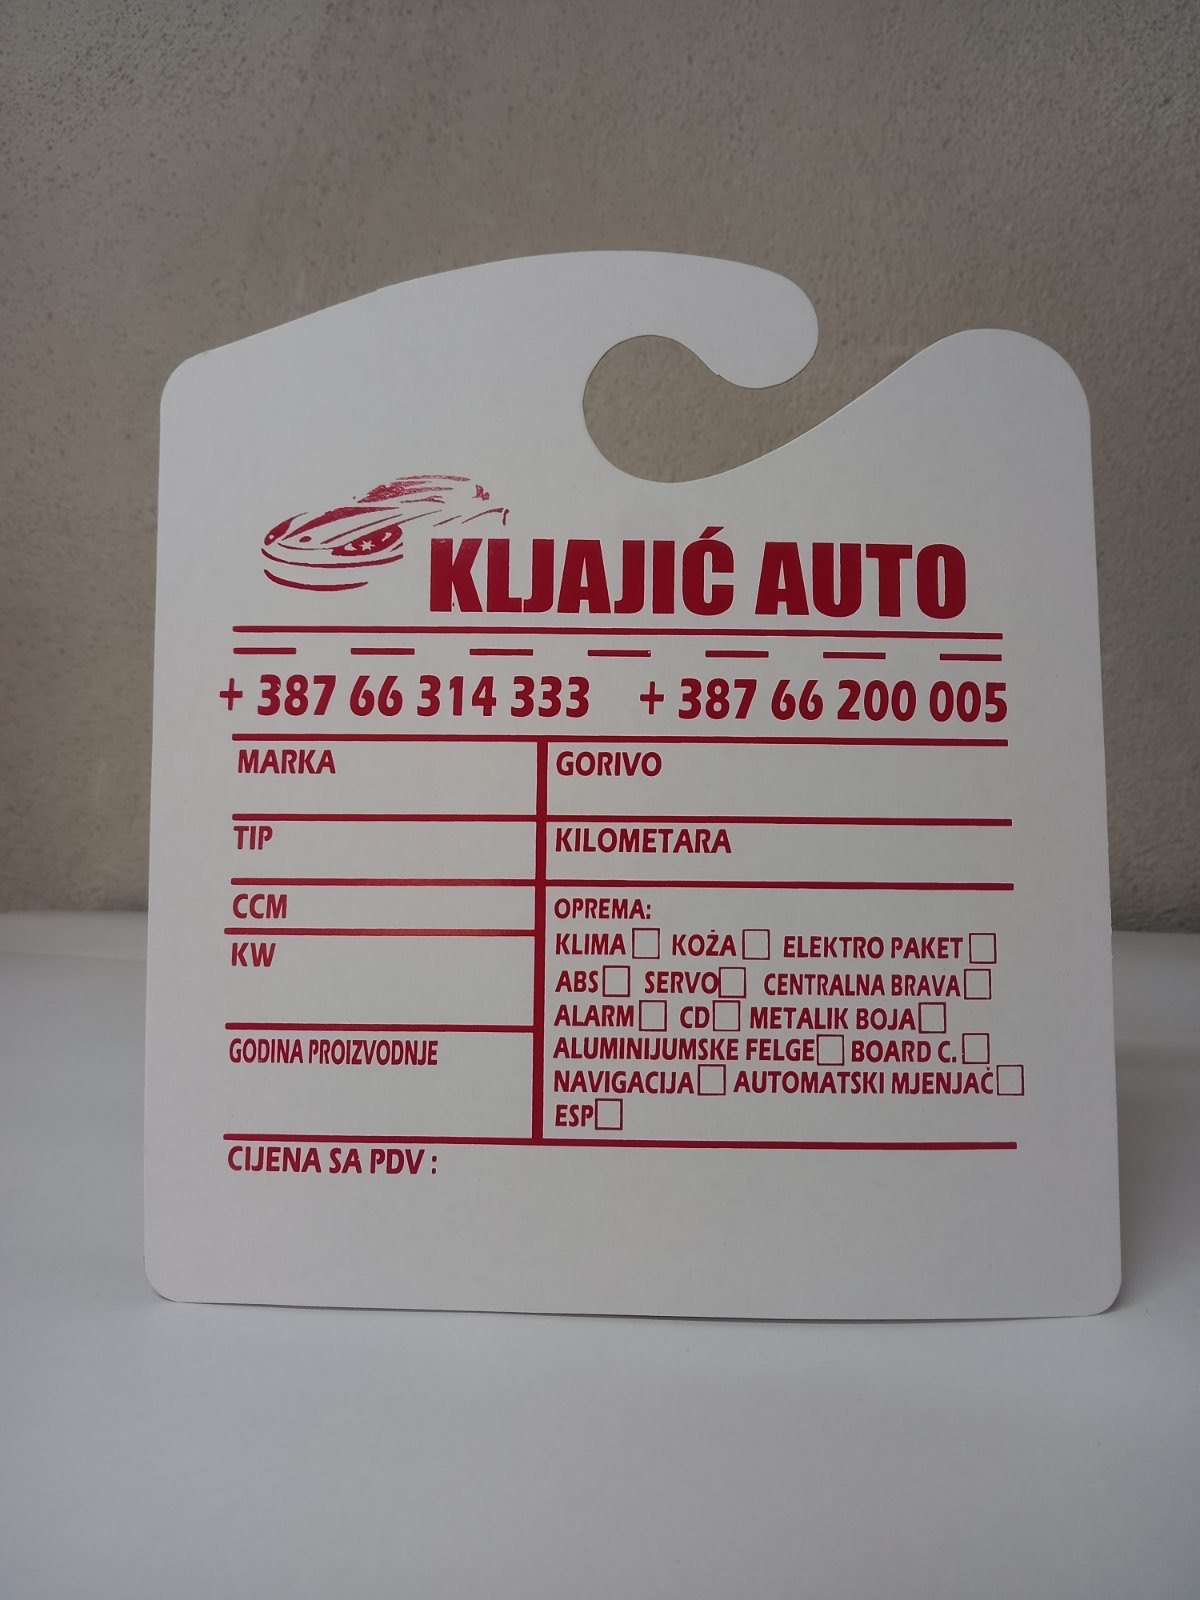 KLJAJIĆ AUTO
+ 387 66 314 333 + 387 66 200 005
MARKA
GORIVO
TIP
KILOMETARA
CCM
KW
GODINA PROIZVODNJE
OPREMA:
KLIMA KOŽA ELEKTRO PAKET
ABS SERVO CENTRALNA BRAVA
ALARM CD METALIK BOJA
ALUMINIJUMSKE FELGE BOARD C.
NAVIGACIJA AUTOMATSKI MJENJAČ
ESP
CIJENA SA PDV :